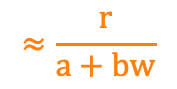 ≈ r / (a + bw)